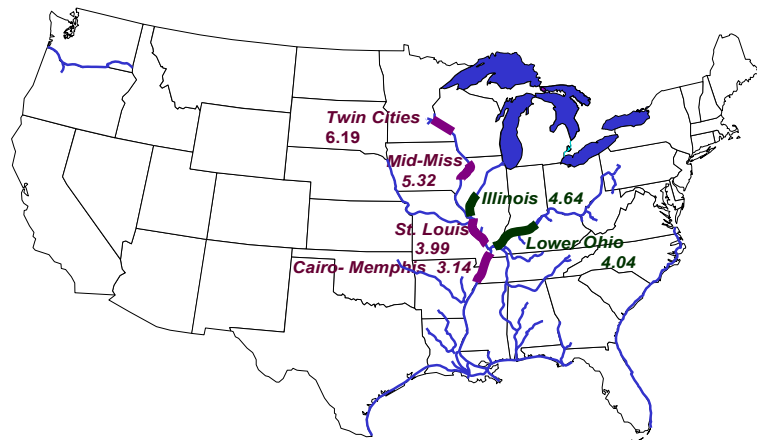 Twin Cities
6.19
Mid-Miss
5.32
Illinois 4.64
St. Louis
3.99
Lower Ohio
4.04
Cairo- Memphis 3.14